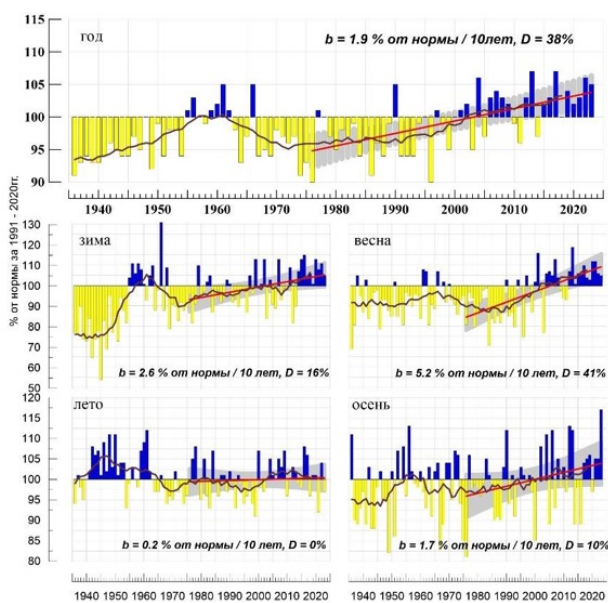 115
год
b = 1.9 % от нормы / 10лет, D = 38%
110
105
100
95
90
1940 1950 1960 1970 1980 1990 2000 2010 2020
% от нормы за 1991 - 2020гг.
130
зима
весна
120
110
100
90
80
70
60
b = 2.6 % от нормы / 10 лет, D = 16%
b = 5.2 % от нормы / 10 лет, D = 41%
50
120
лето
осень
115
110
105
100
95
90
85
b = 0.2 % от нормы / 10 лет, D = 0%
b = 1.7 % от нормы / 10 лет, D = 10%
80
1940 1950 1960 1970 1980 1990 2000 2010 2020
1940 1950 1960 1970 1980 1990 2000 2010 2020